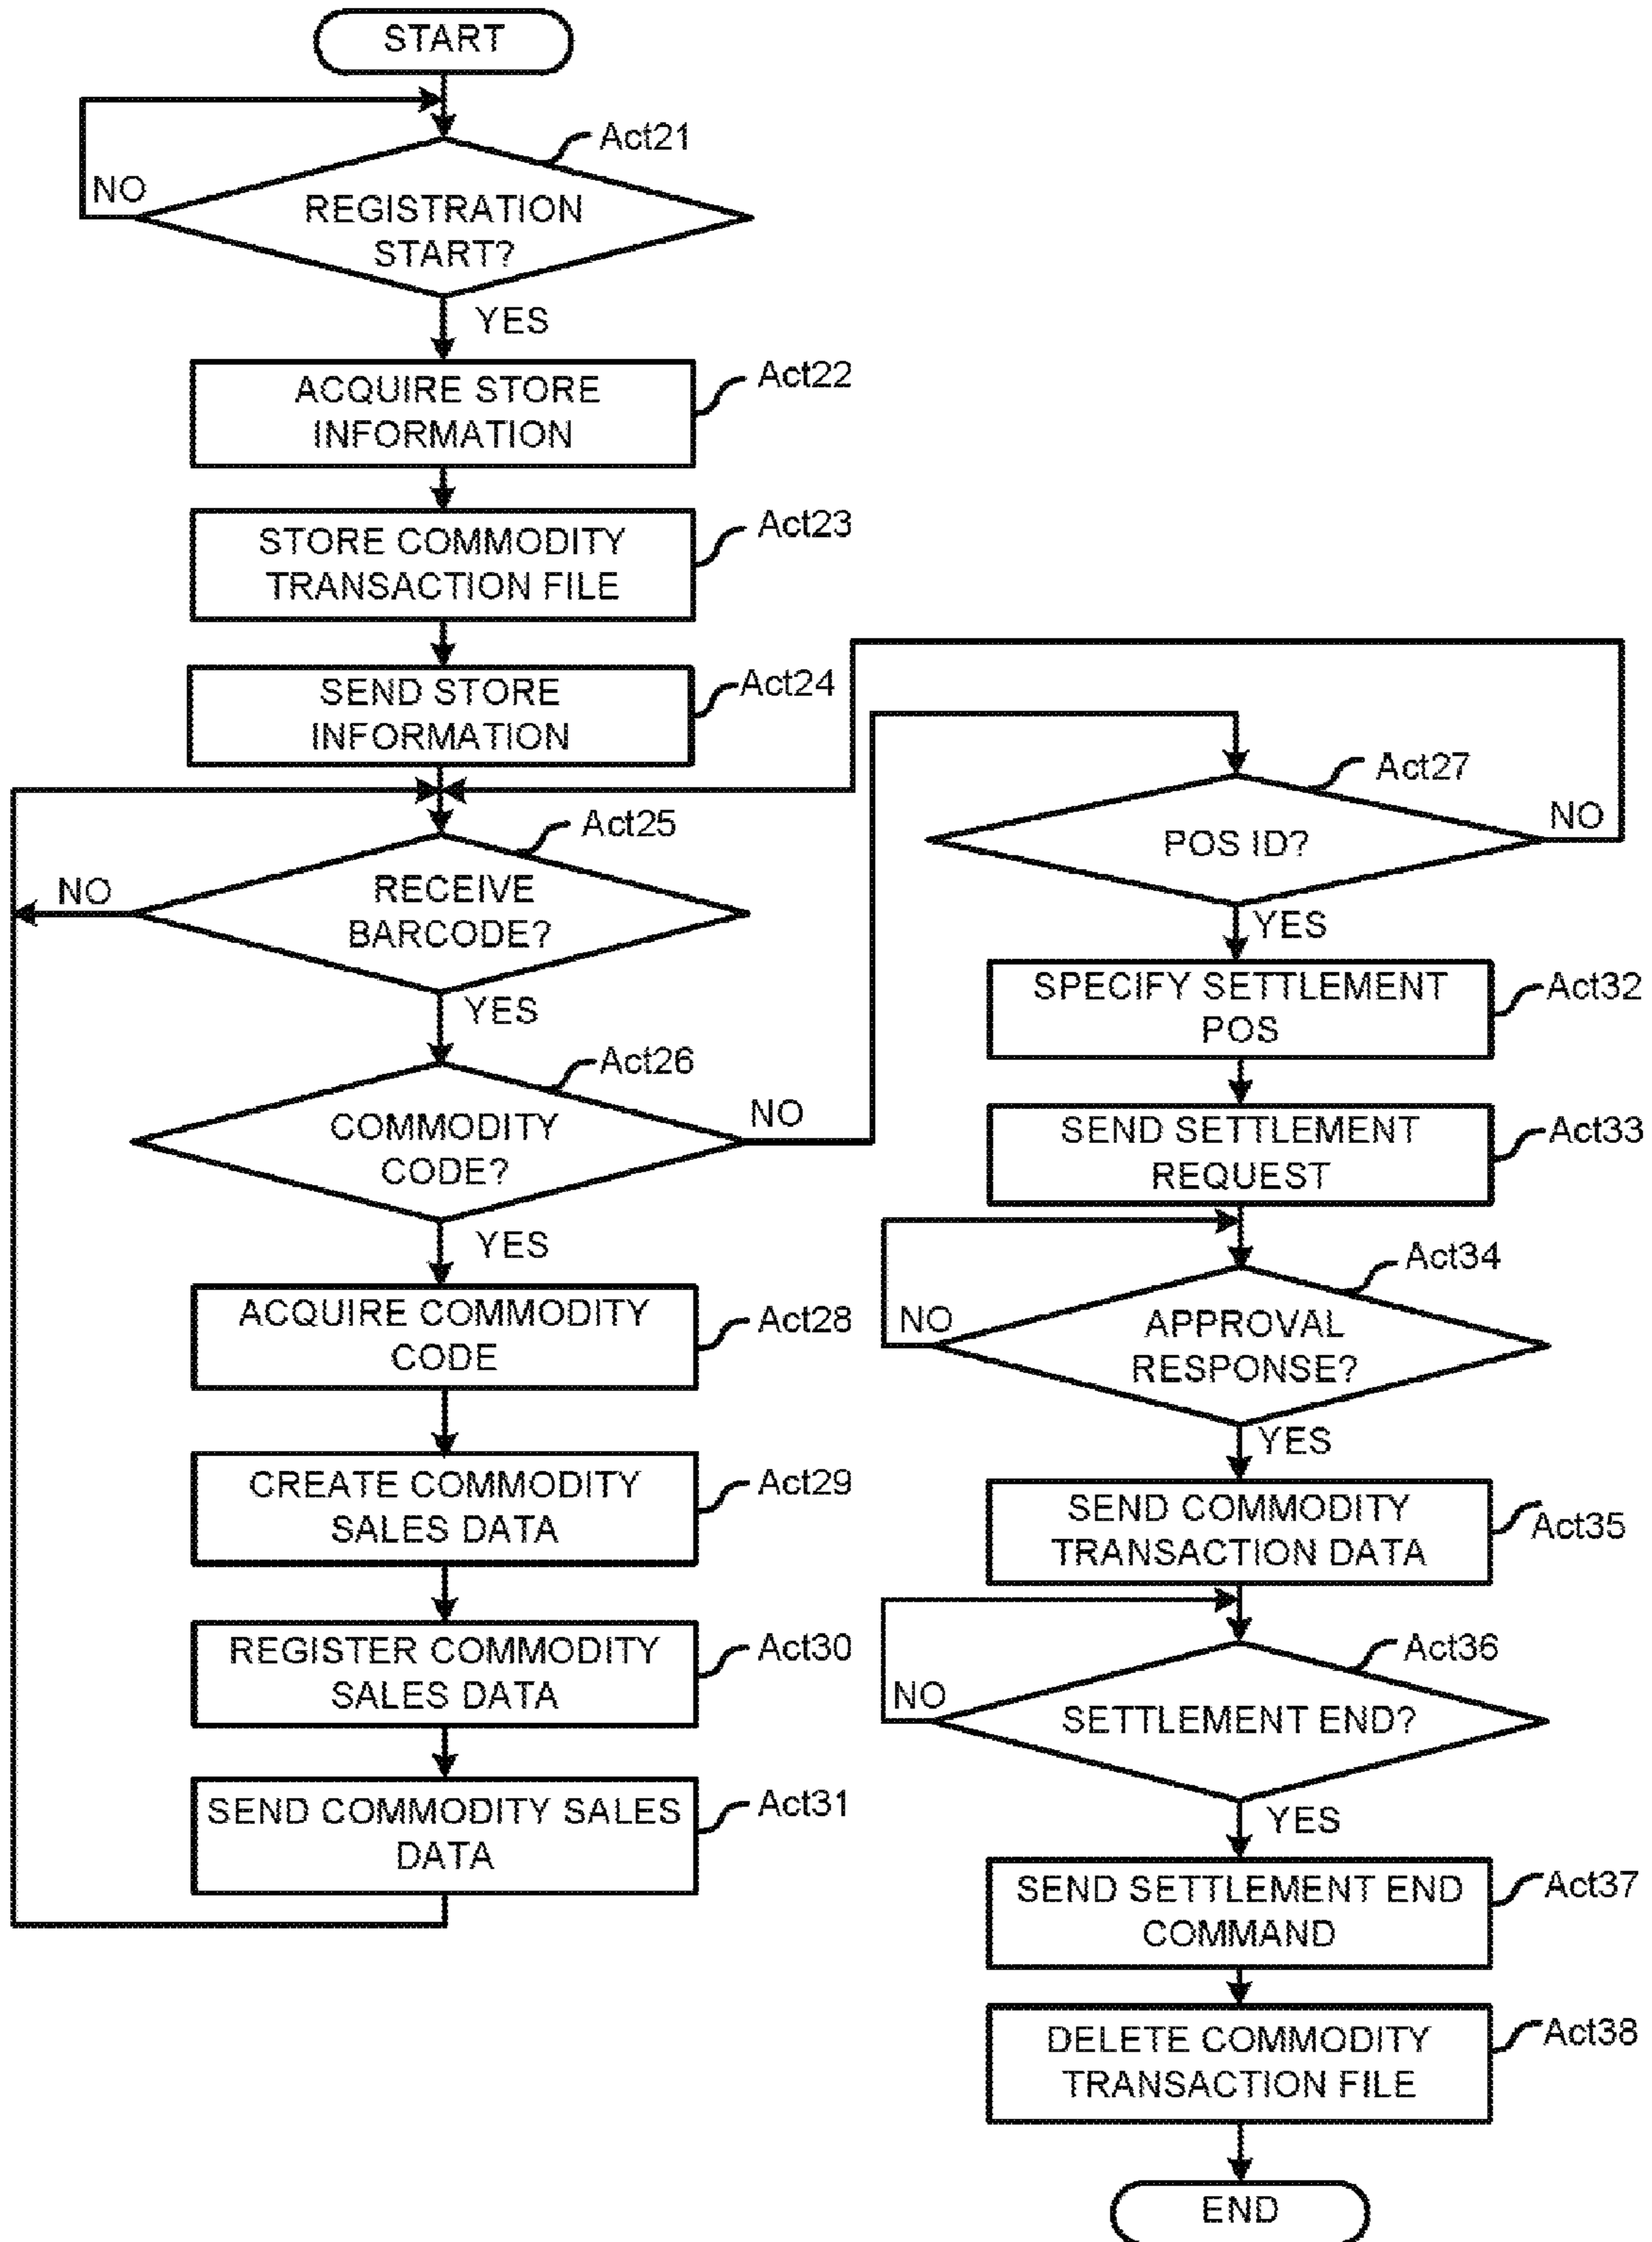 START
Act21
NO
REGISTRATION
START?
YES
Act22
ACQUIRE STORE
INFORMATION
Act23
STORE COMMODITY
TRANSACTION FILE
Act24
SEND STORE
INFORMATION
Act25
NO
RECEIVE
BARCODE?
YES
Act26
COMMODITY
CODE?
NO
YES
Act28
ACQUIRE COMMODITY
CODE
Act29
CREATE COMMODITY
SALES DATA
Act30
REGISTER COMMODITY
SALES DATA
Act31
SEND COMMODITY SALES
DATA
Act27
NO
POS ID?
YES
Act32
SPECIFY SETTLEMENT
POS
Act33
SEND SETTLEMENT
REQUEST
Act34
NO
APPROVAL
RESPONSE?
YES
SEND COMMODITY
TRANSACTION DATA
Act35
Act36
NO
SETTLEMENT END?
YES
Act37
SEND SETTLEMENT END
COMMAND
Act38
DELETE COMMODITY
TRANSACTION FILE
END